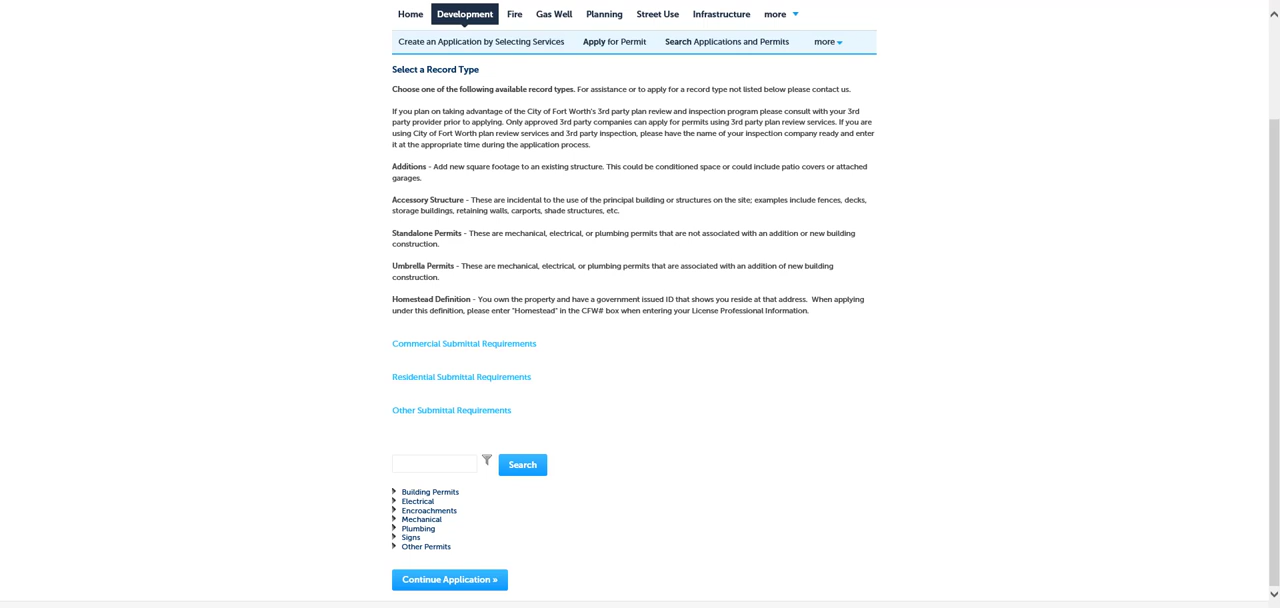 Home Development Fire Gas Well Planning Street Use Infrastructure more
Create an Application by Selecting Services Apply for Permit Search Applications and Permits more
Select a Record Type
Choose one of the following available record types. For assistance or to apply for a record type not listed below please contact us.
If you plan on taking advantage of the City of Fort Worth's 3rd party plan review and inspection program please consult with your 3rd
party provider prior to applying. Only approved 3rd party companies can apply for permits using 3rd party plan review services. If you are
using City of Fort Worth plan review services and 3rd party inspection, please have the name of your inspection company ready and enter
it at the appropriate time during the application process.
Additions - Add new square footage to an existing structure. This could be conditioned space or could include patio covers or attached
garages.
Accessory Structure - These are incidental to the use of the principal building or structures on the site; examples include fences, decks,
storage buildings, retaining walls, carports, shade structures, etc.
Standalone Permits - These are mechanical, electrical, or plumbing permits that are not associated with an addition or new building
construction.
Umbrella Permits - These are mechanical, electrical, or plumbing permits that are associated with an addition of new building
construction.
Homestead Definition - You own the property and have a government issued ID that shows you reside at that address. When applying
under this definition, please enter "Homestead" in the CFW# box when entering your License Professional Information.
Commercial Submittal Requirements
Residential Submittal Requirements
Other Submittal Requirements
Search
Building Permits
Electrical
Encroachments
Mechanical
Plumbing
Signs
Other Permits
Continue Application »